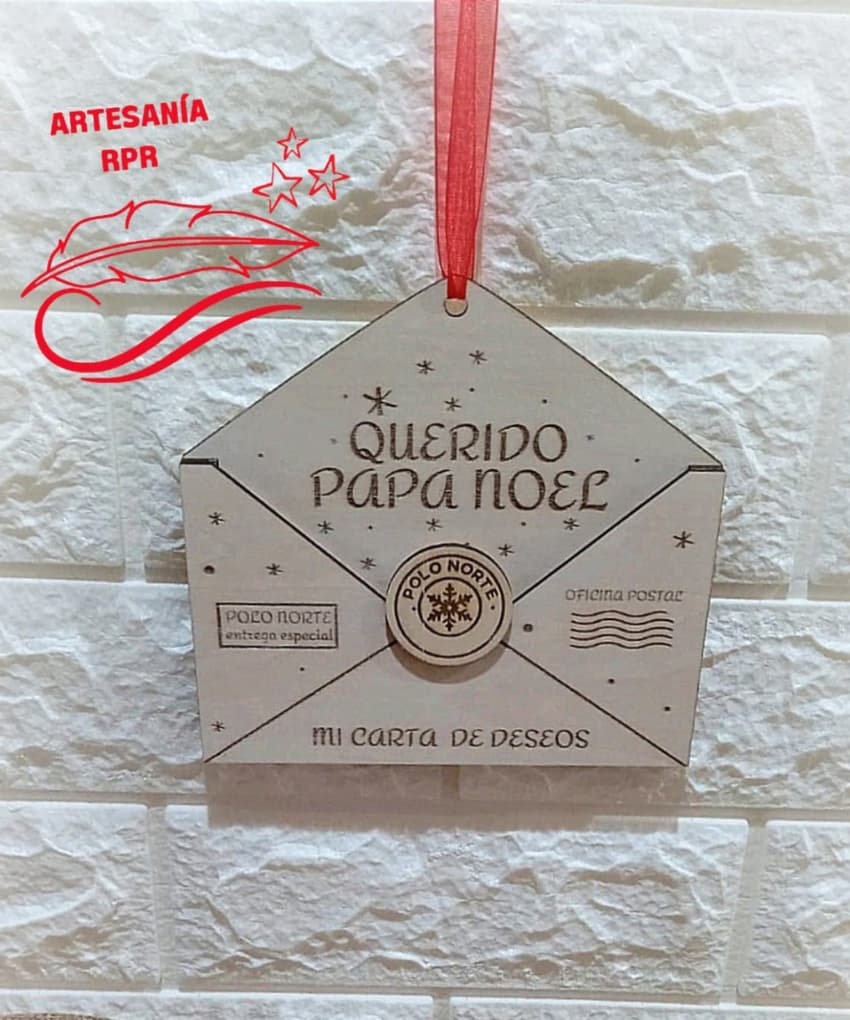 ARTESANÍA
RPR
QUERIDO
PAPA NOEL
POLO NORTE
POLO NORTE
entrega especial
OFICINA POSTAL
MI CARTA DE DESEOS